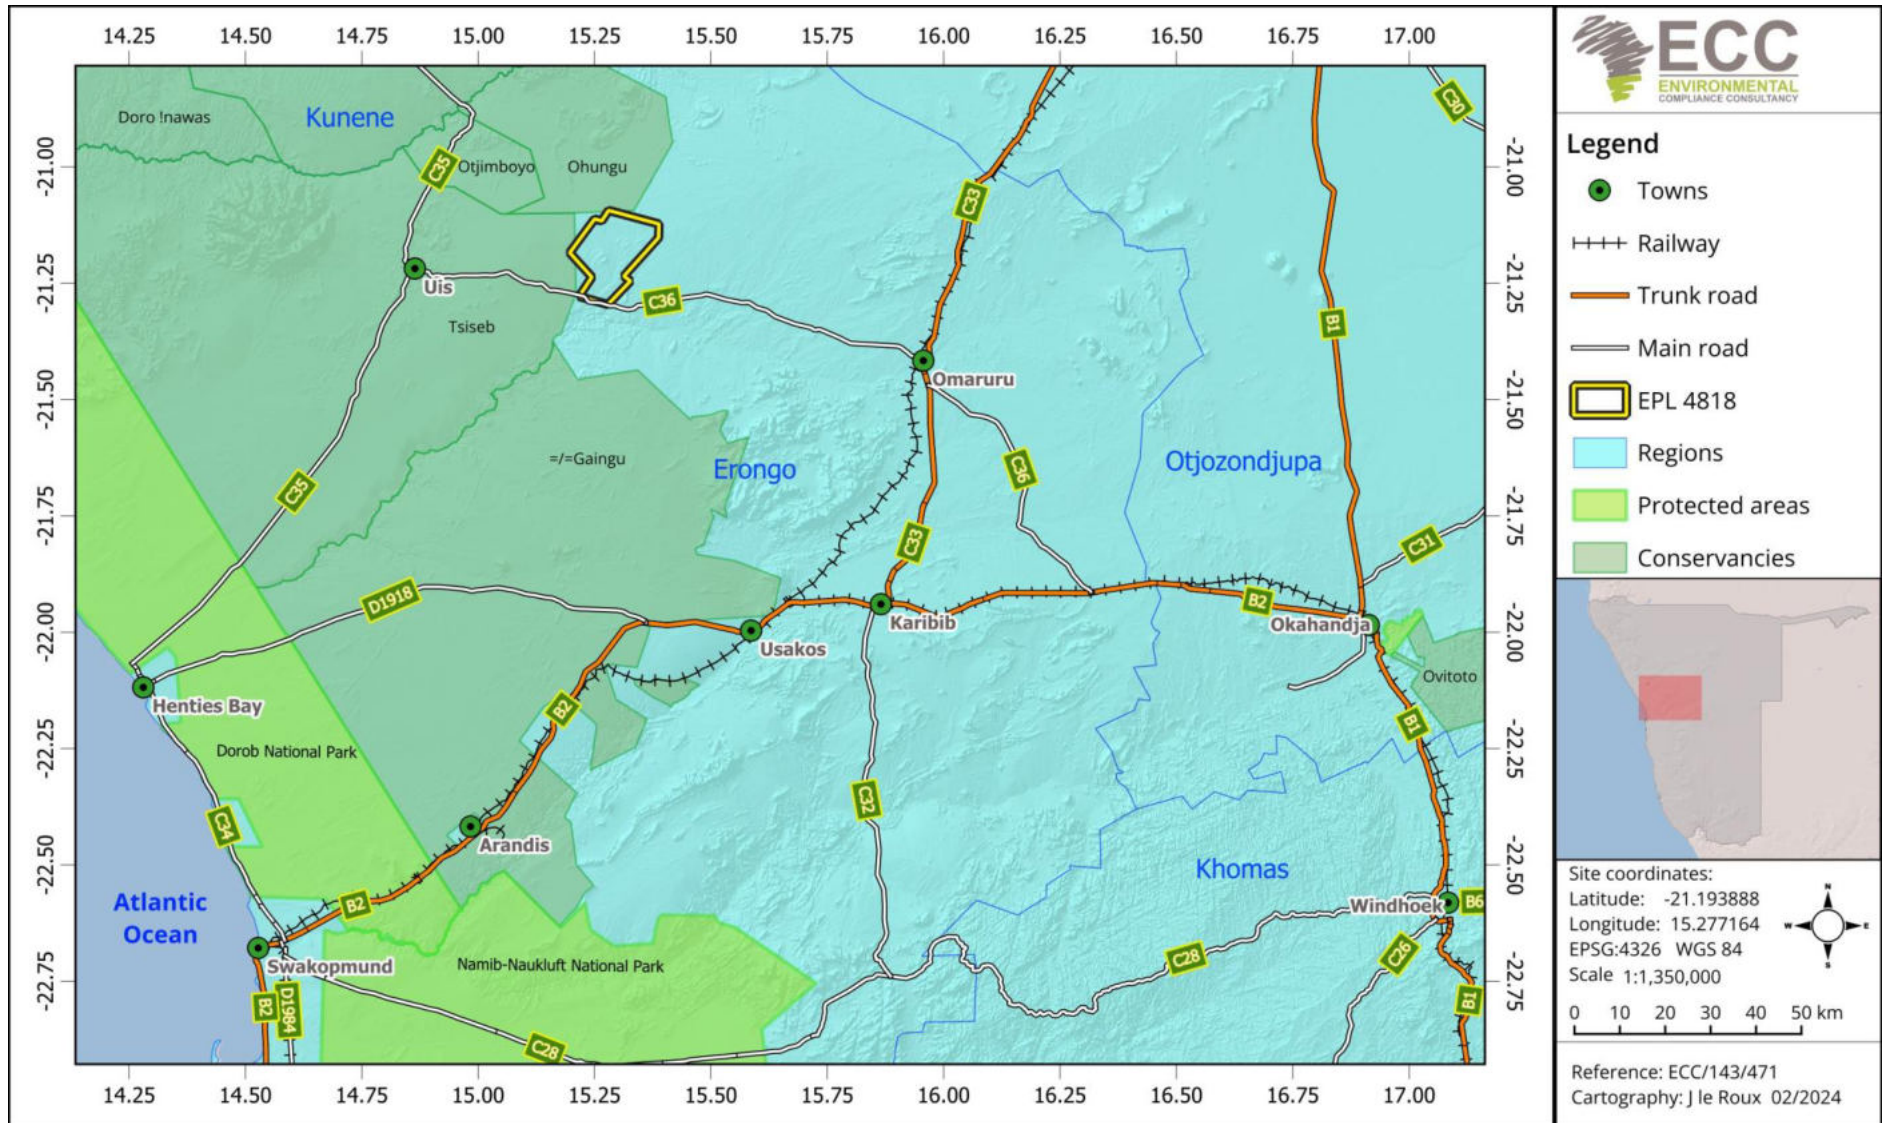 14.25 14.50 14.75 15.00 15.25 15.50 15.75 16.00 16.25 16.50 16.75 17.00
-21.00
-21.25
-21.50
-21.75
-22.00
-22.25
-22.50
-22.75
Doro !nawas
Kunene
Otjimboyo
Ohungu
C35
C33
C30
Uis
C36
B1
Tsiseb
Omaruru
=/=Gaingu
Erongo
Otjozondjupa
C36
C35
C33
C31
D1918
B2
Karibib
Okahandja
Usakos
Ovitoto
Henties Bay
B2
B1
Dorob National Park
C32
C34
Arandis
Khomas
Atlantic
Ocean
B2
Windhoek
B6
Swakopmund
Namib-Naukluft National Park
C28
C26
B2
D1984
B1
C28
-21.00
-21.25
-21.50
-21.75
-22.00
-22.25
-22.50
-22.75
14.25 14.50 14.75 15.00 15.25 15.50 15.75 16.00 16.25 16.50 16.75 17.00
ECC
ENVIRONMENTAL
COMPLIANCE CONSULTANCY
Legend
Towns
Railway
Trunk road
Main road
EPL 4818
Regions
Protected areas
Conservancies
Site coordinates:
Latitude: -21.193888
Longitude: 15.277164
EPSG:4326 WGS 84
Scale 1:1,350,000
N
W E
S
0 10 20 30 40 50 km
Reference: ECC/143/471
Cartography: J le Roux 02/2024